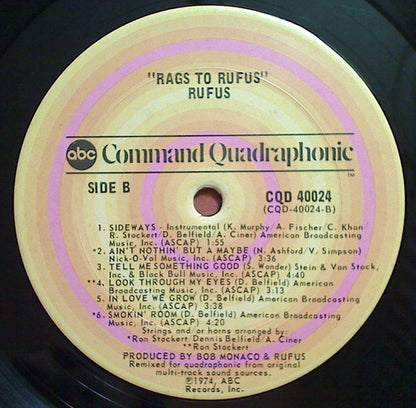 "RAGS TO RUFUS"
RUFUS
abc Command Quadraphonic
TM
SIDE B
CQD 40024
(CQD-40024-B)
1. SIDEWAYS - Instrumental (K. Murphy/A. Fischer/C. Khan/
R. Stockert/D. Belfield/A. Ciner) American Broadcasting
Music, Inc. (ASCAP) 1:55
*2. AIN'T NOTHIN' BUT A MAYBE (N. Ashford/V. Simpson)
Nick-O-Val Music, Inc. (ASCAP) 3:36
3. TELL ME SOMETHING GOOD (S. Wonder) Stein & Van Stock,
Inc. & Black Bull Music, Inc. (ASCAP) 4:40
**4. LOOK THROUGH MY EYES (D. Belfield) American
Broadcasting Music, Inc. (ASCAP) 3:13
5. IN LOVE WE GROW (D. Belfield) American Broadcasting
Music, Inc. (ASCAP) 3:38
*6. SMOKIN' ROOM (D. Belfield) American Broadcasting
Music, Inc. (ASCAP) 4:20
Strings and/or horns arranged by:
*Ron Stockert/Dennis Belfield/A. Ciner
**Ron Stockert
PRODUCED BY BOB MONACO & RUFUS
Remixed for quadraphonic from original
multi-track sound sources.
℗1974, ABC
Records, Inc.